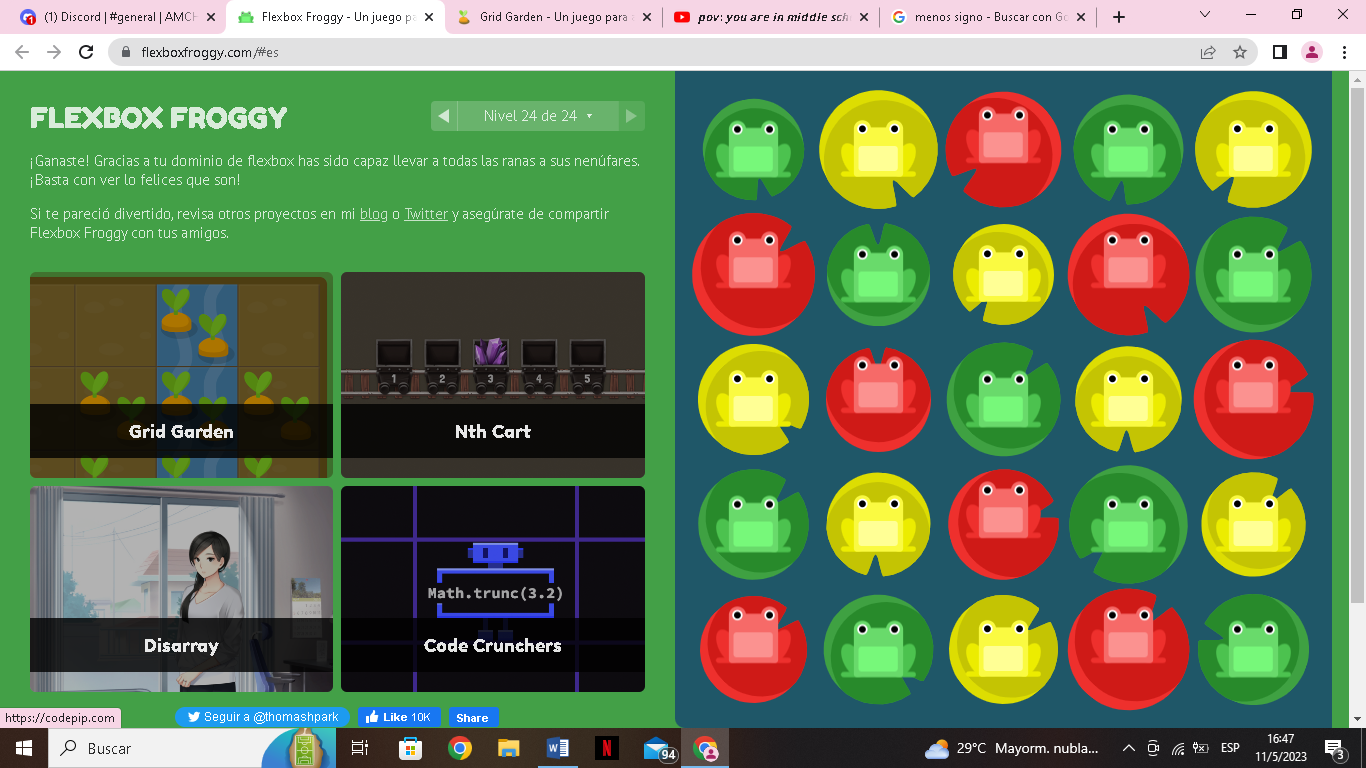 (1) Discord | #general | AMCH
Flexbox Froggy - Un juego pa
Grid Garden - Un juego para a
pov: you are in middle sch
menos signo - Buscar con Go
flexboxfroggy.com/#es
FLEXBOX FROGGY
Nivel 24 de 24
¡Ganaste! Gracias a tu dominio de flexbox has sido capaz llevar a todas las ranas a sus nenúfares.
¡Basta con ver lo felices que son!
Si te pareció divertido, revisa otros proyectos en mi blog o Twitter y asegúrate de compartir
Flexbox Froggy con tus amigos.
1 2 3 4 5
Grid Garden
Nth Cart
Math.trunc(3.2)
Disarray
Code Crunchers
https://codepip.com
Seguir a @thomashpark
Like 10K
Share
Buscar
94
29°C Mayorm. nubla...
ESP
16:47
11/5/2023
3